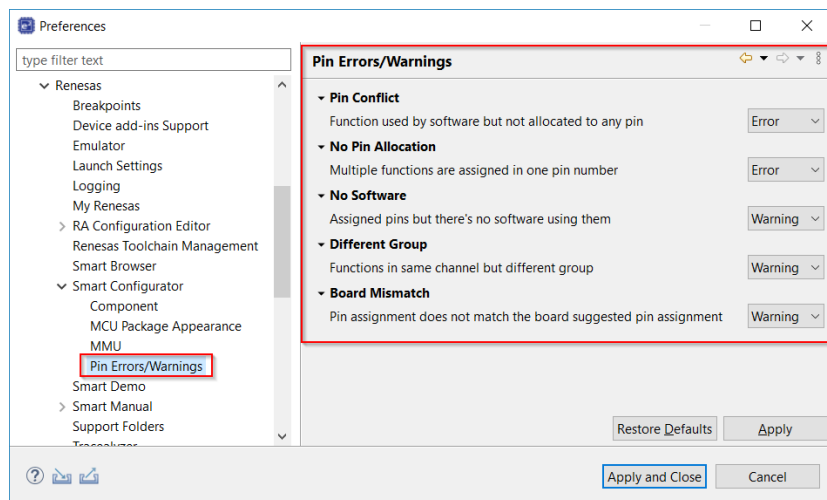 Preferences
type filter text
Renesas
Breakpoints
Device add-ins Support
Emulator
Launch Settings
Logging
My Renesas
RA Configuration Editor
Renesas Toolchain Management
Smart Browser
Smart Configurator
Component
MCU Package Appearance
MMU
Pin Errors/Warnings
Smart Demo
Smart Manual
Support Folders
Tracealyzer
Pin Errors/Warnings
Pin Conflict
Function used by software but not allocated to any pin Error
No Pin Allocation
Multiple functions are assigned in one pin number Error
No Software
Assigned pins but there's no software using them Warning
Different Group
Functions in same channel but different group Warning
Board Mismatch
Pin assignment does not match the board suggested pin assignment Warning
Restore Defaults Apply
Apply and Close Cancel